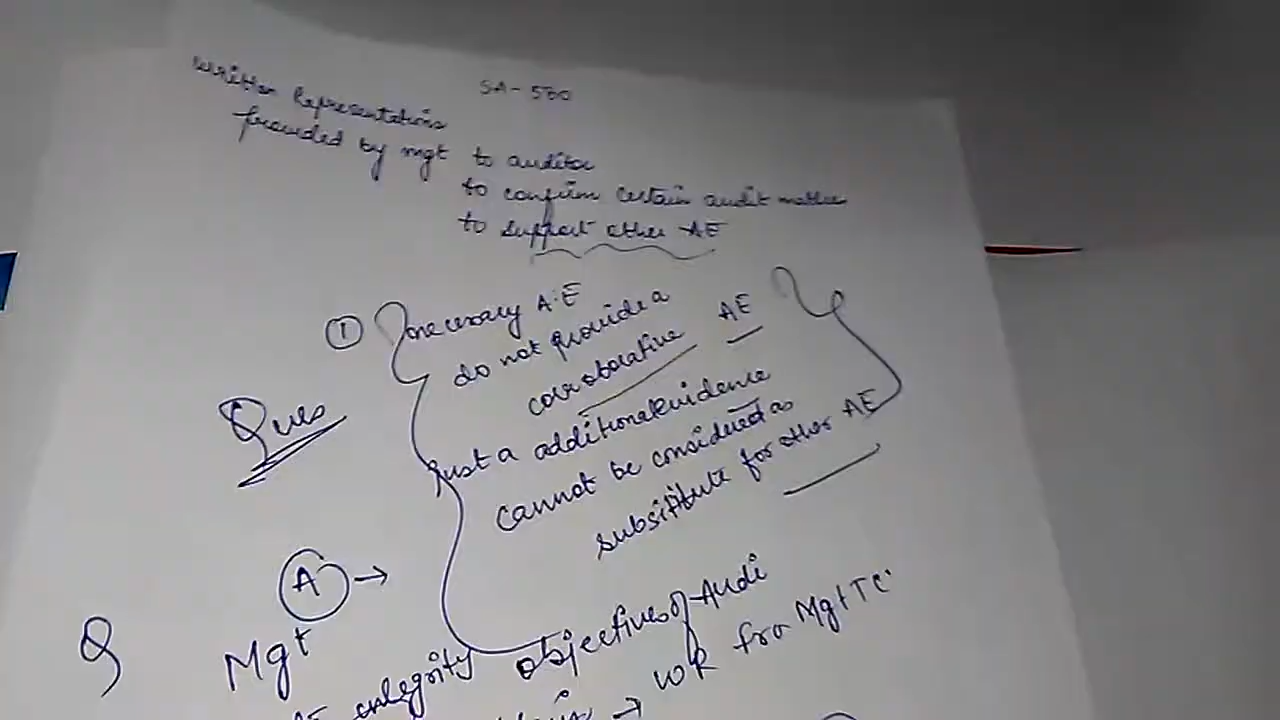 SA-580
Written Representations
provided by mgt to auditor
to confirm certain audit matters
to support other AE
① necessary A.E
do not provide a
corroborative AE
Ques
just a additional evidence
cannot be considered as
substitute for other AE
A →
Q
Mgt
objectives of Audi
integrity
→ WR from Mgt TC